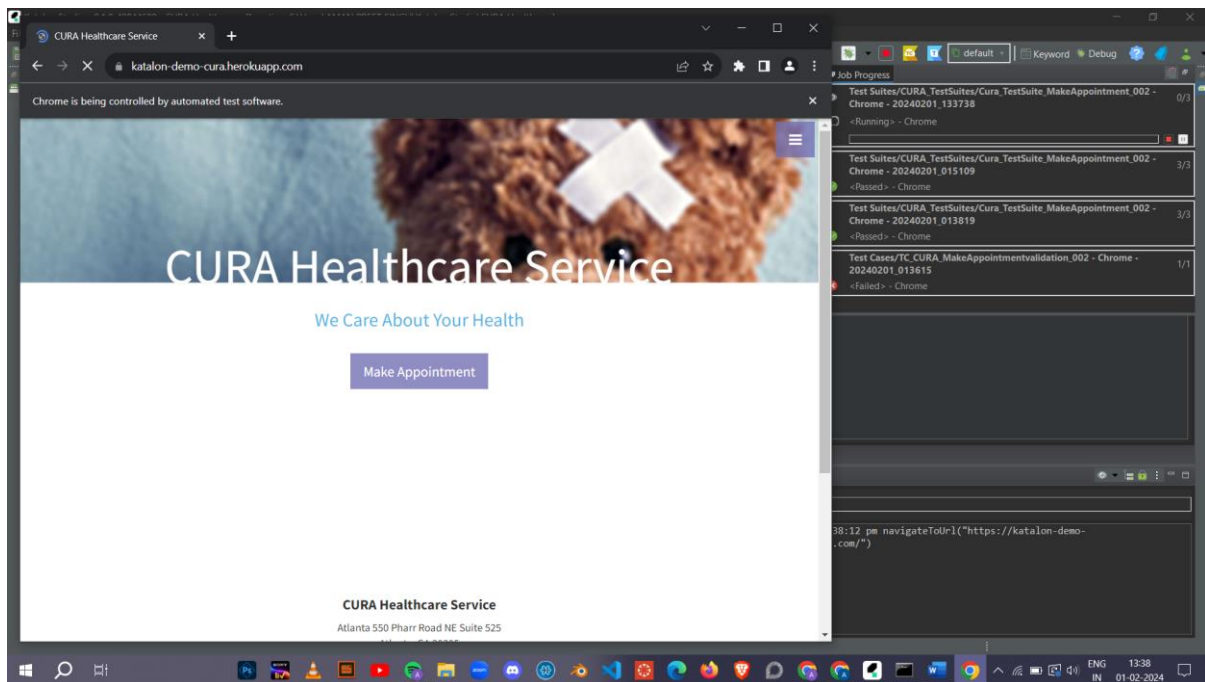 CURA Healthcare Service
katalon-demo-cura.herokuapp.com
Chrome is being controlled by automated test software.
CURA Healthcare Service
We Care About Your Health
Make Appointment
CURA Healthcare Service
Atlanta 550 Pharr Road NE Suite 525
default
Keyword
Debug
Job Progress
Test Suites/CURA_TestSuites/Cura_TestSuite_MakeAppointment_002 -
Chrome - 20240201_133738
0/3
<Running> - Chrome
Test Suites/CURA_TestSuites/Cura_TestSuite_MakeAppointment_002 -
Chrome - 20240201_015109
3/3
<Passed> - Chrome
Test Suites/CURA_TestSuites/Cura_TestSuite_MakeAppointment_002 -
Chrome - 20240201_013819
3/3
<Passed> - Chrome
Test Cases/TC_CURA_MakeAppointmentvalidation_002 - Chrome -
20240201_013615
1/1
<Failed> - Chrome
38:12 pm navigateToUrl("https://katalon-demo-
.com/")
ENG 13:38
IN 01-02-2024